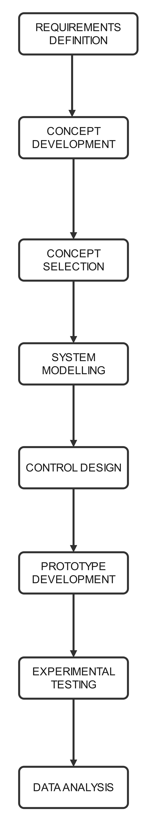 REQUIREMENTS
DEFINITION
CONCEPT
DEVELOPMENT
CONCEPT
SELECTION
SYSTEM
MODELLING
CONTROL DESIGN
PROTOTYPE
DEVELOPMENT
EXPERIMENTAL
TESTING
DATA ANALYSIS